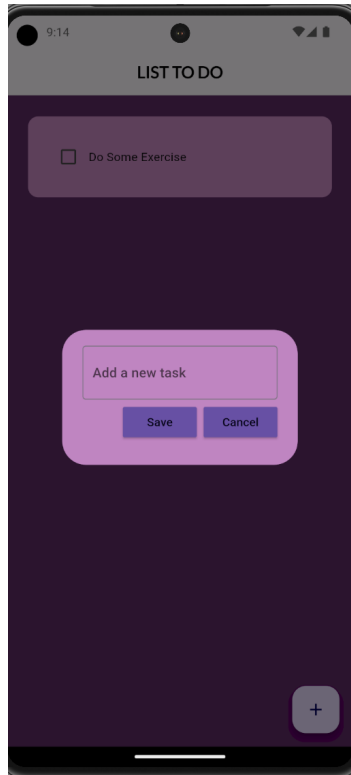 9:14
LIST TO DO
Do Some Exercise
Add a new task
Save Cancel
+